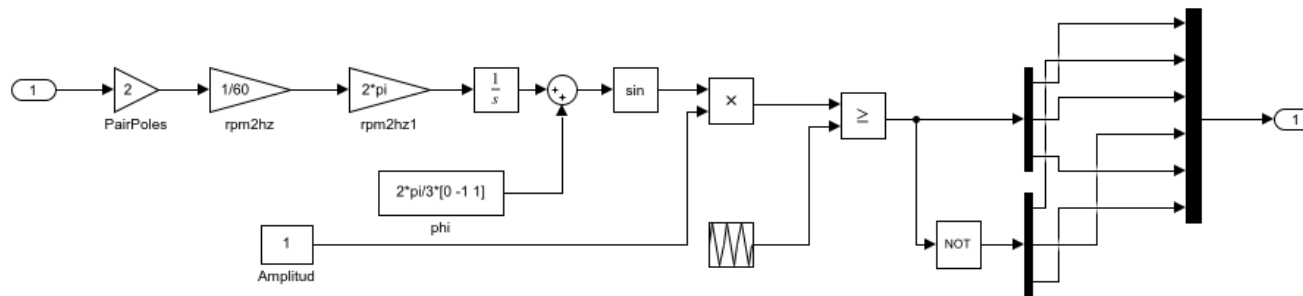 1
2
PairPoles
1/60
rpm2hz
2*pi
rpm2hz1
1
s
+
+
sin
×
≥
1
2*pi/3*[0 -1 1]
phi
1
Amplitud
NOT